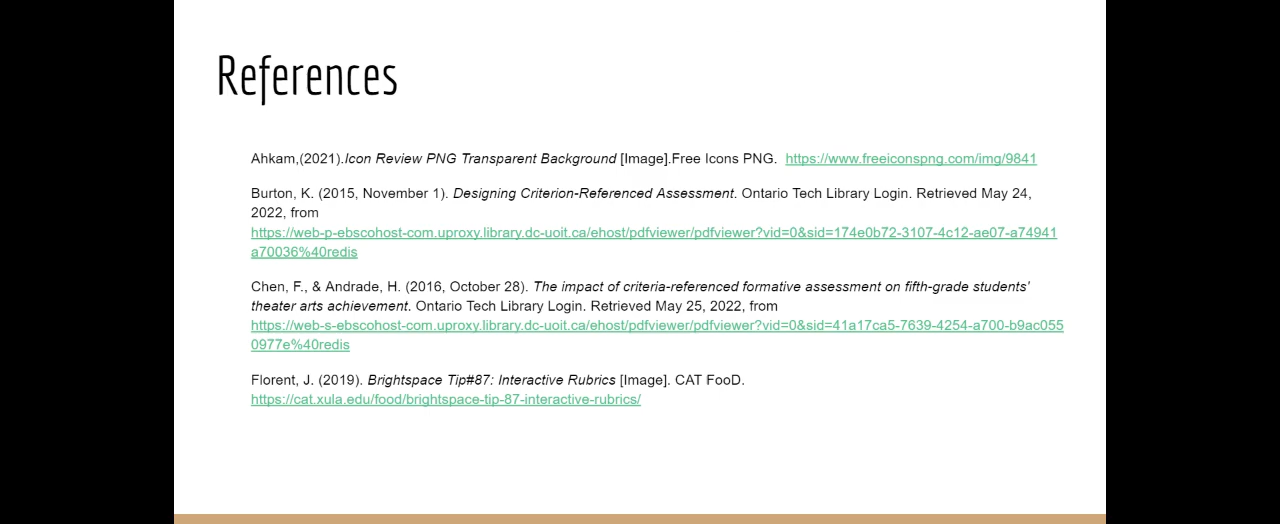 References
Ahkam,(2021).Icon Review PNG Transparent Background [Image].Free Icons PNG. https://www.freeiconspng.com/img/9841
Burton, K. (2015, November 1). Designing Criterion-Referenced Assessment. Ontario Tech Library Login. Retrieved May 24,
2022, from
https://web-p-ebscohost-com.uproxy.library.dc-uoit.ca/ehost/pdfviewer/pdfviewer?vid=0&sid=174e0b72-3107-4c12-ae07-a74941
a70036%40redis
Chen, F., & Andrade, H. (2016, October 28). The impact of criteria-referenced formative assessment on fifth-grade students'
theater arts achievement. Ontario Tech Library Login. Retrieved May 25, 2022, from
https://web-s-ebscohost-com.uproxy.library.dc-uoit.ca/ehost/pdfviewer/pdfviewer?vid=0&sid=41a17ca5-7639-4254-a700-b9ac055
0977e%40redis
Florent, J. (2019). Brightspace Tip#87: Interactive Rubrics [Image]. CAT FooD.
https://cat.xula.edu/food/brightspace-tip-87-interactive-rubrics/